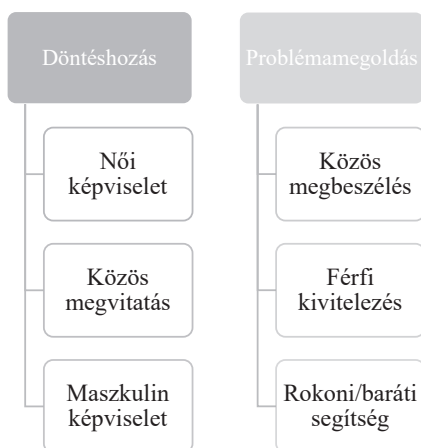 Döntéshozás
Női
képviselet
Közös
megvitatás
Maszkulin
képviselet
Problémamegoldás
Közös
megbeszélés
Férfi
kivitelezés
Rokoni/baráti
segítség